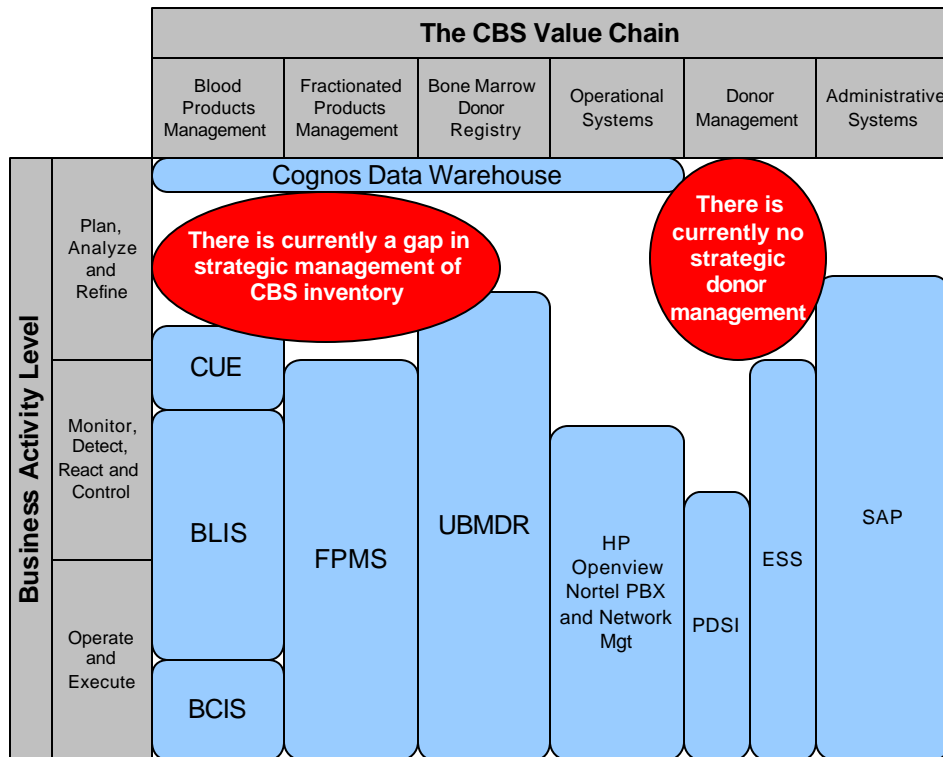 The CBS Value Chain
Blood
Products
Management
Fractionated
Products
Management
Bone Marrow
Donor
Registry
Operational
Systems
Donor
Management
Administrative
Systems
Business Activity Level
Plan,
Analyze
and
Refine
Monitor,
Detect,
React and
Control
Operate
and
Execute
Cognos Data Warehouse
There is currently a gap in
strategic management of
CBS inventory
There is
currently no
strategic
donor
management
CUE
BLIS
BCIS
FPMS
UBMDR
HP
Openview
Nortel PBX
and Network
Mgt
PDSI
ESS
SAP